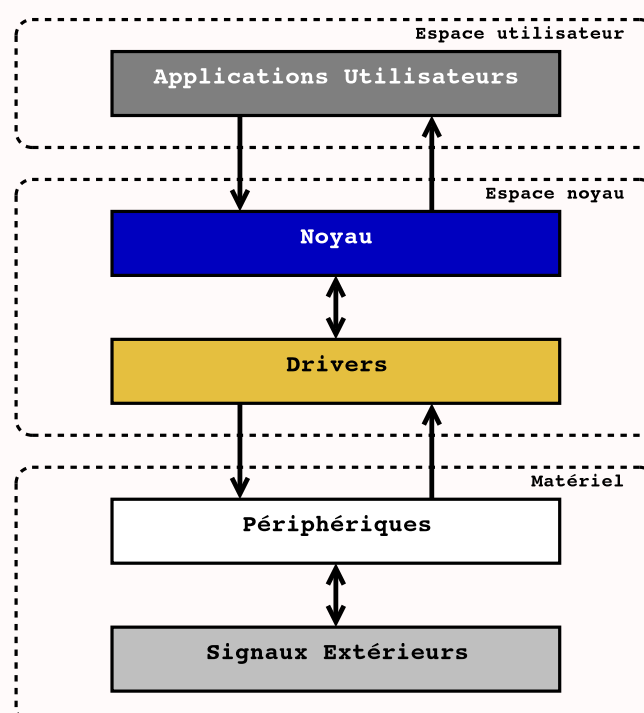 Espace utilisateur
Applications Utilisateurs
Espace noyau
Noyau
Drivers
Matériel
Périphériques
Signaux Extérieurs